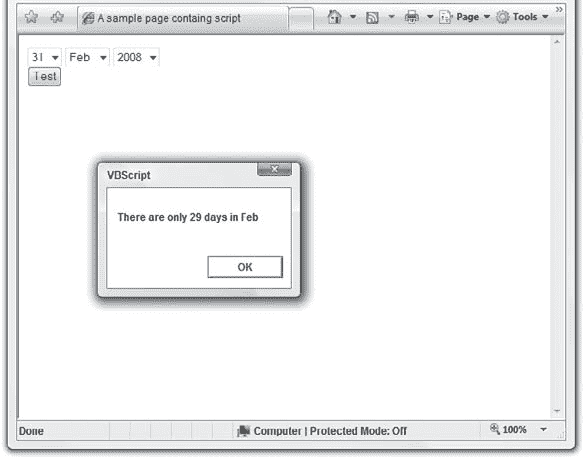 A sample page containg script
Page
Tools
31 Feb 2008
Test
VBScript
There are only 29 days in Feb
OK
Done
Computer | Protected Mode: Off
100%